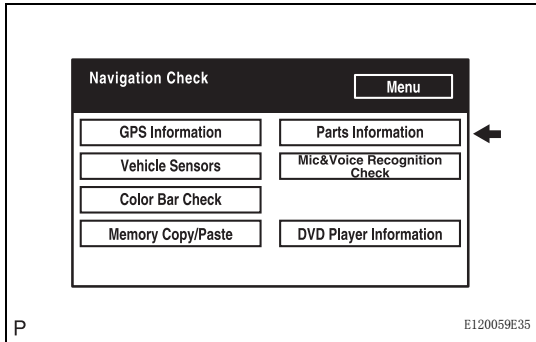 Navigation Check
Menu
GPS Information
Parts Information
Vehicle Sensors
Mic&Voice Recognition
Check
Color Bar Check
Memory Copy/Paste
DVD Player Information
P
E120059E35